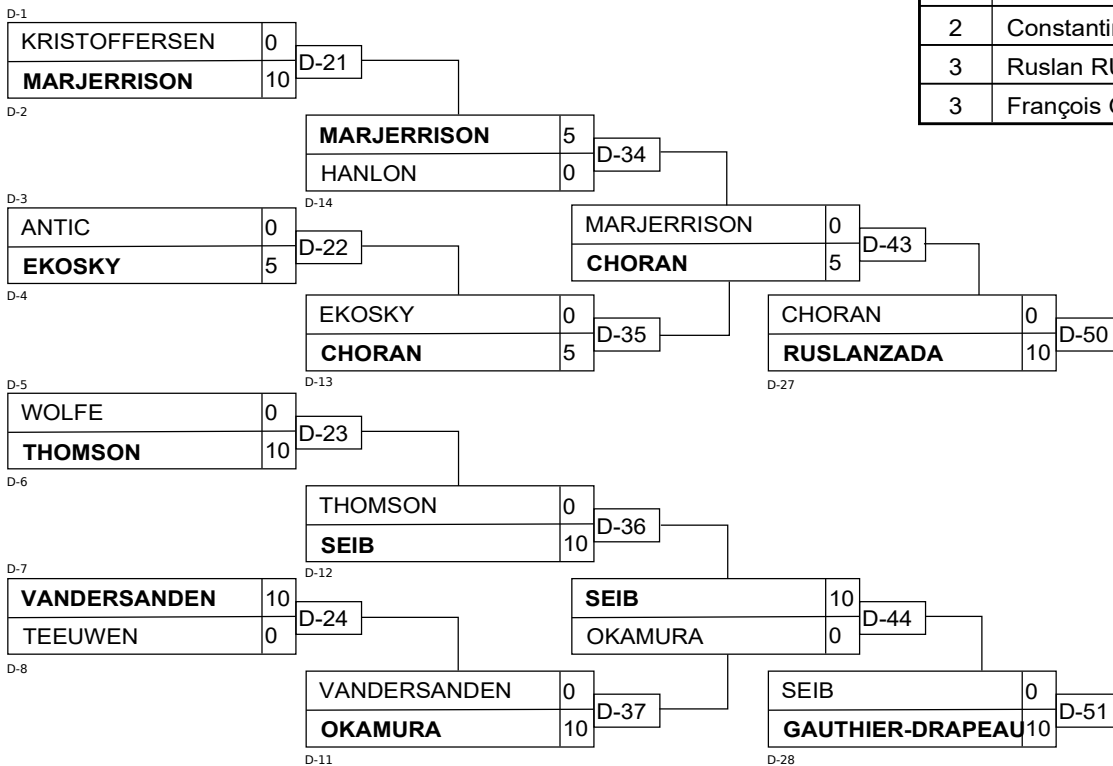 D-1
KRISTOFFERSEN 0
D-21
MARJERRISON 10
D-2
2
3
3 François
MARJERRISON 5
D-34
HANLON 0
D-14
D-3
ANTIC 0
D-22
EKOSKY 5
D-4
MARJERRISON 0
D-43
CHORAN 5
EKOSKY 0
D-35
CHORAN 5
D-13
CHORAN 0
D-50
RUSLANZADA 10
D-27
D-5
WOLFE 0
D-23
THOMSON 10
D-6
THOMSON 0
D-36
SEIB 10
D-12
D-7
VANDERSANDEN 10
D-24
TEEUWEN 0
D-8
SEIB 10
D-44
OKAMURA 0
VANDERSANDEN 0
D-37
OKAMURA 10
D-11
SEIB 0
D-51
GAUTHIER-DRAPEAU 10
D-28